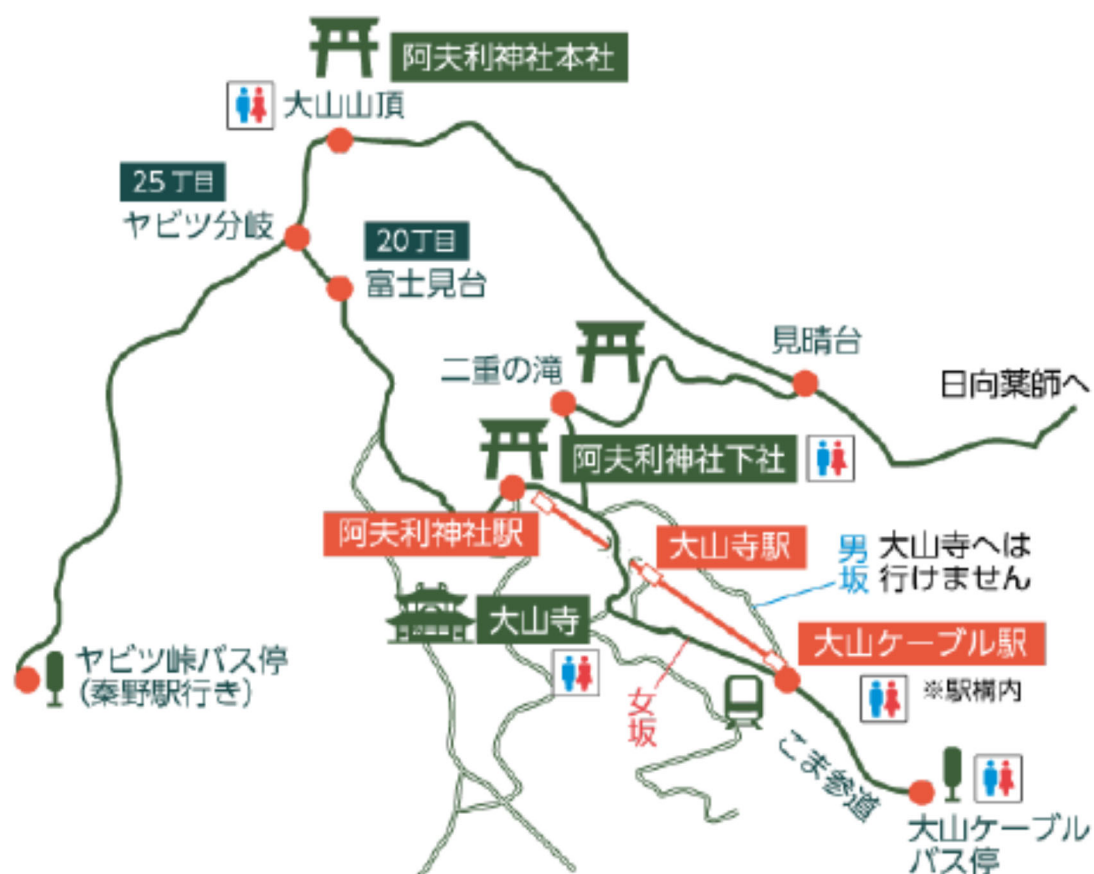 阿夫利神社本社
大山山頂
25丁目
ヤビツ分岐
20丁目
富士見台
見晴台
二重の滝
日向薬師へ
阿夫利神社下社
阿夫利神社駅
大山寺駅
男坂
大山寺へは
行けません
大山寺
大山ケーブル駅
ヤビツ峠バス停
(秦野駅行き)
※駅構内
女坂
こま参道
大山ケーブル
バス停